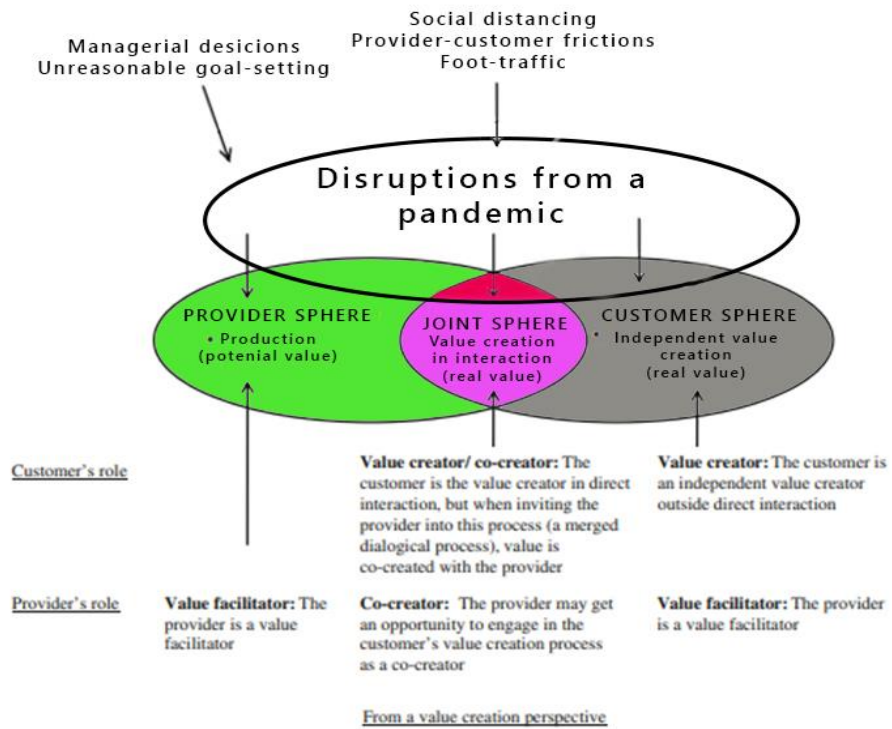 Managerial desicions
Unreasonable goal-setting
Social distancing
Provider-customer frictions
Foot-traffic
Disruptions from a
pandemic
PROVIDER SPHERE
• Production
(potenial value)
JOINT SPHERE
Value creation
in interaction
(real value)
CUSTOMER SPHERE
• Independent value
creation
(real value)
Customer's role
Value creator/ co-creator: The
customer is the value creator in direct
interaction, but when inviting the
provider into this process (a merged
dialogical process), value is
co-created with the provider
Value creator: The customer is
an independent value creator
outside direct interaction
Provider's role
Value facilitator: The
provider is a value
facilitator
Co-creator: The provider may get
an opportunity to engage in the
customer's value creation process
as a co-creator
Value facilitator: The provider
is a value facilitator
From a value creation perspective